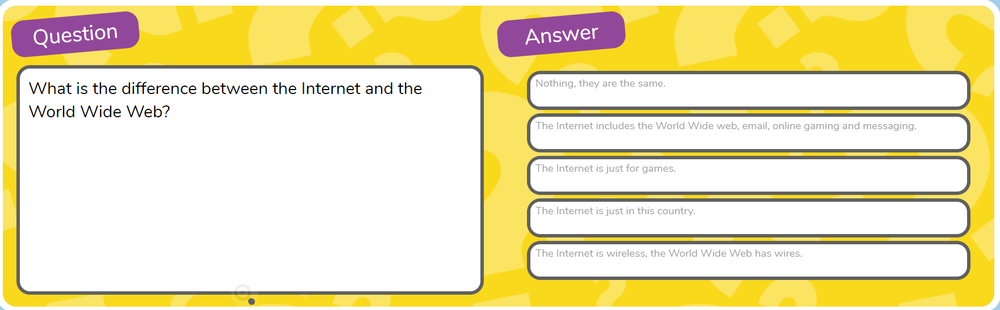 Question
What is the difference between the Internet and the
World Wide Web?
Answer
Nothing, they are the same.
The Internet includes the World Wide web, email, online gaming and messaging.
The Internet is just for games.
The Internet is just in this country.
The Internet is wireless, the World Wide Web has wires.